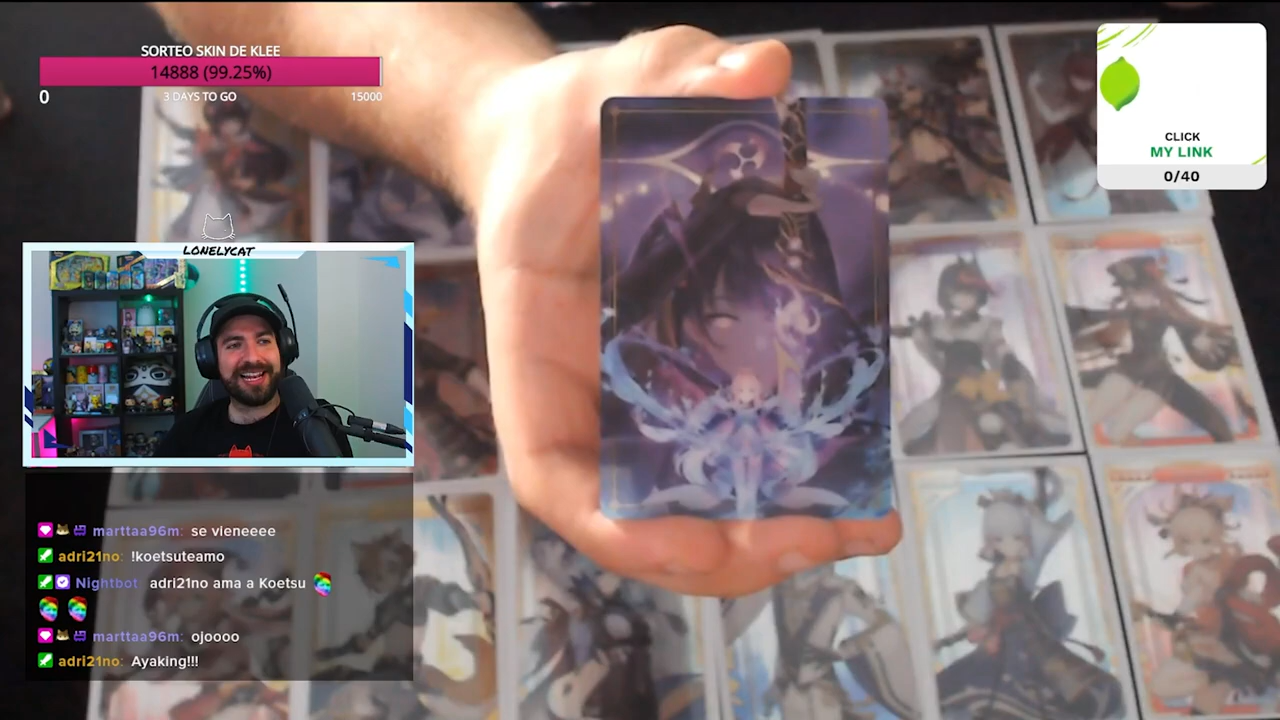 SORTEO SKIN DE KLEE
14888 (99.25%)
0 3 DAYS TO GO 15000
CLICK
MY LINK
0/40
LONELYCAT
marttaa96m: se vieneeee
adri21no: !koetsuteamo
Nightbot adri21no ama a Koetsu
marttaa96m: ojoooo
adri21no: Ayaking!!!